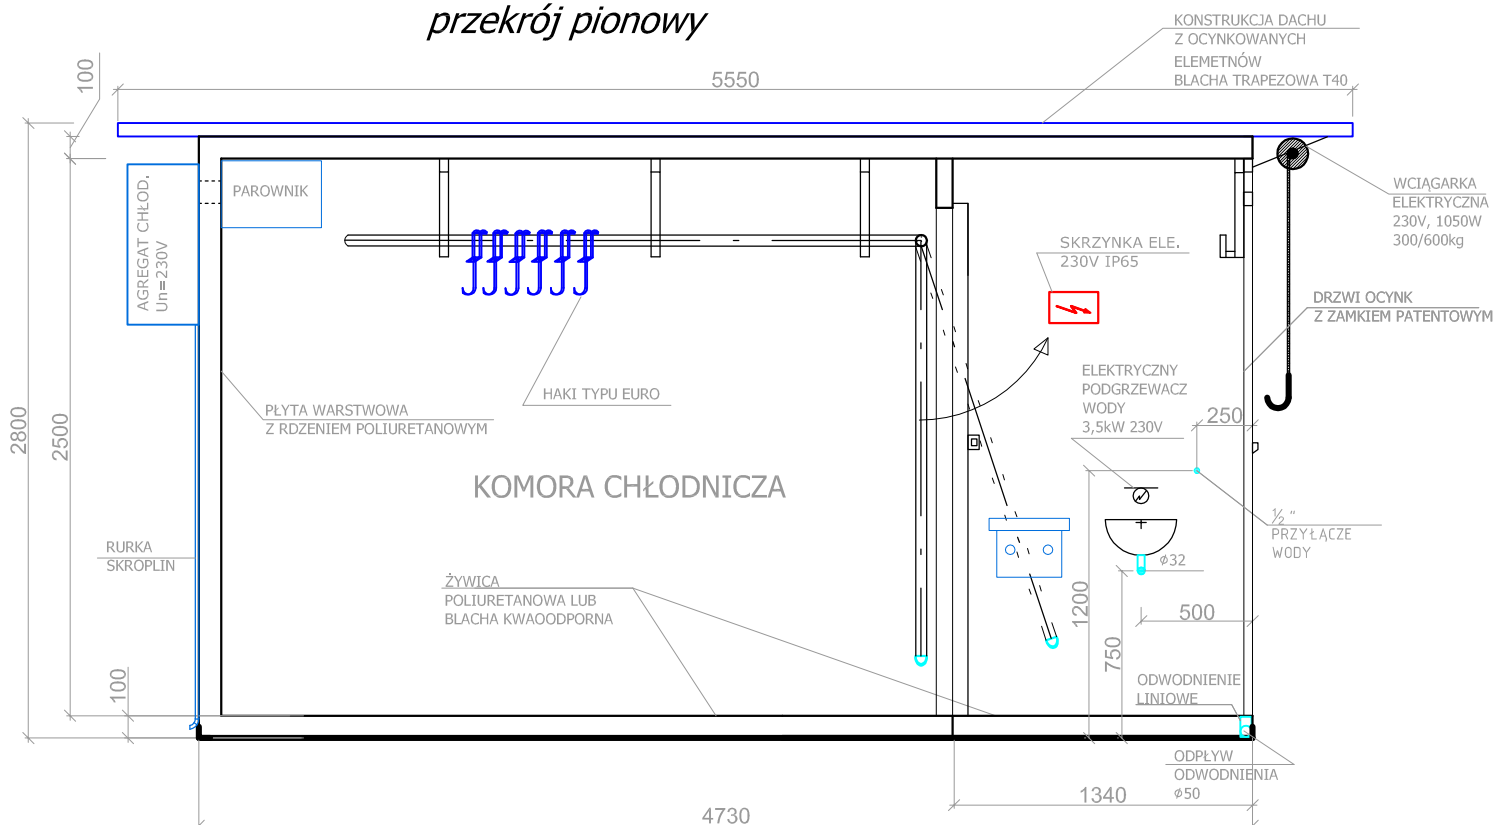 przekrój pionowy
KONSTRUKCJA DACHU
Z OCYNKOWANYCH
ELEMETNÓW
BLACHA TRAPEZOWA T40
100
5550
AGREGAT CHŁOD.
Un=230V
PAROWNIK
WCIĄGARKA
ELEKTRYCZNA
230V, 1050W
300/600kg
SKRZYNKA ELE.
230V IP65
DRZWI OCYNK
Z ZAMKIEM PATENTOWYM
HAKI TYPU EURO
ELEKTRYCZNY
PODGRZEWACZ
WODY
3,5kW 230V
PŁYTA WARSTWOWA
Z RDZENIEM POLIURETANOWYM
250
2800
2500
KOMORA CHŁODNICZA
½ "
PRZYŁĄCZE
WODY
RURKA
SKROPLIN
ø32
ŻYWICA
POLIURETANOWA LUB
BLACHA KWAOODPORNA
1200
500
750
100
ODWODNIENIE
LINIOWE
ODPŁYW
ODWODNIENIA
ø50
1340
4730